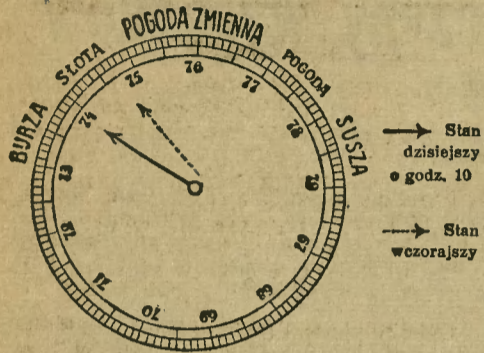 BURZA
SŁOTA
POGODA ZMIENNA
POGODA
SUSZA
67
68
69
70
71
72
73
74
75
76
77
78
79
Stan
dzisiejszy
o godz. 10
Stan
wczorajszy